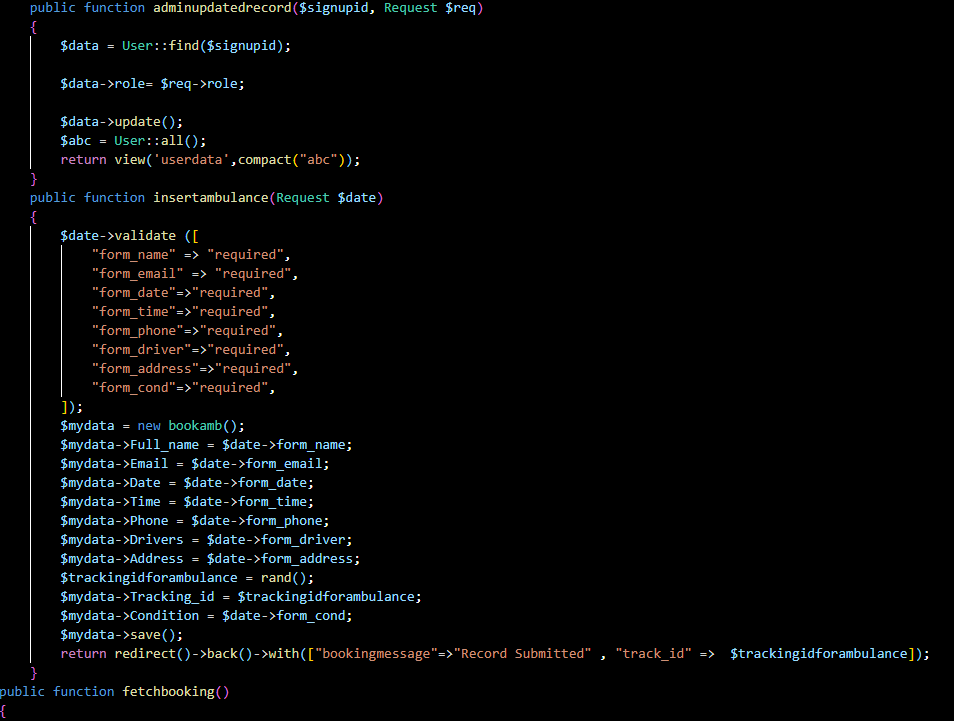 public function adminupdatedrecord($signupid, Request $req)
{
$data = User::find($signupid);
$data->role= $req->role;
$data->update();
$abc = User::all();
return view('userdata',compact("abc"));
}
public function insertambulance(Request $date)
{
$date->validate ([
"form_name" => "required",
"form_email" => "required",
"form_date"=>"required",
"form_time"=>"required",
"form_phone"=>"required",
"form_driver"=>"required",
"form_address"=>"required",
"form_cond"=>"required",
]);
$mydata = new bookamb();
$mydata->Full_name = $date->form_name;
$mydata->Email = $date->form_email;
$mydata->Date = $date->form_date;
$mydata->Time = $date->form_time;
$mydata->Phone = $date->form_phone;
$mydata->Drivers = $date->form_driver;
$mydata->Address = $date->form_address;
$trackingidforambulance = rand();
$mydata->Tracking_id = $trackingidforambulance;
$mydata->Condition = $date->form_cond;
$mydata->save();
return redirect()->back()->with(["bookingmessage"=>"Record Submitted" , "track_id" =>  $trackingidforambulance]);
}
public function fetchbooking()
{